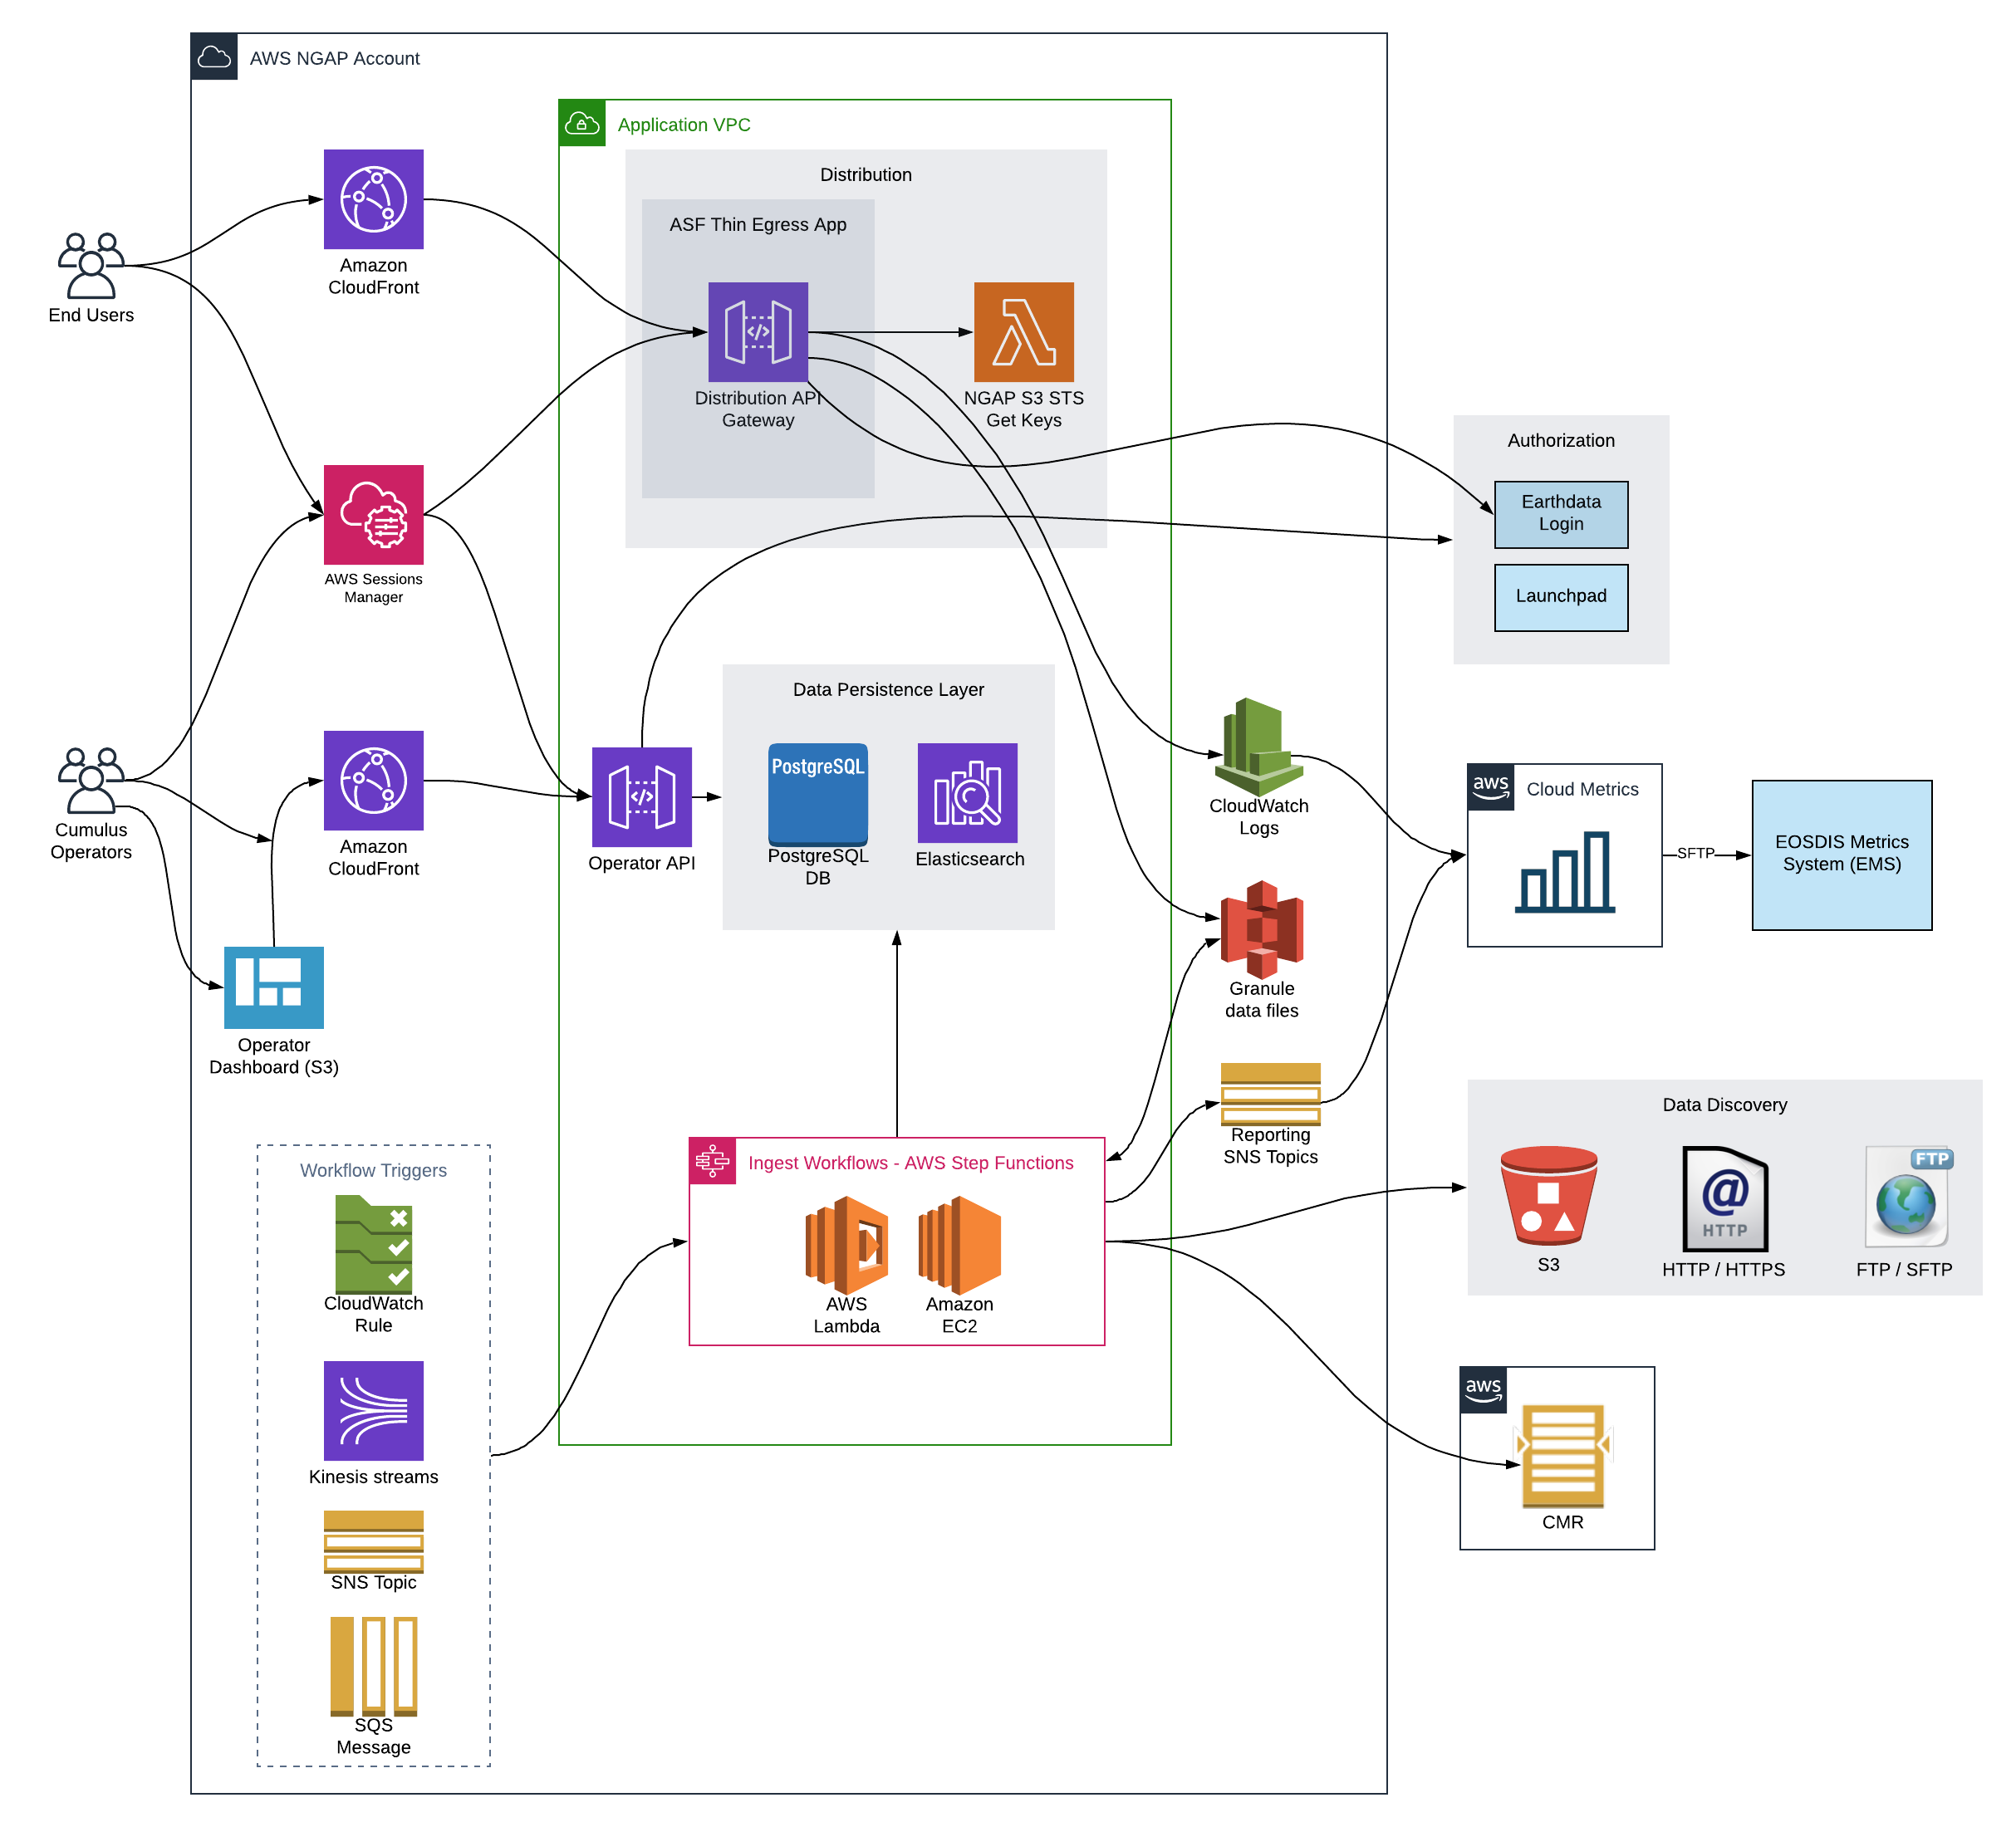 AWS NGAP Account
Application VPC
Distribution
ASF Thin Egress App
Amazon
CloudFront
End Users
</>
Distribution API
Gateway
NGAP S3 STS
Get Keys
Authorization
Earthdata
Login
Launchpad
AWS Sessions
Manager
Data Persistence Layer
Cumulus
Operators
Amazon
CloudFront
</>
Operator API
PostgreSQL
PostgreSQL
DB
Elasticsearch
CloudWatch
Logs
aws
Cloud Metrics
SFTP
EOSDIS Metrics
System (EMS)
Granule
data files
Operator
Dashboard (S3)
Reporting
SNS Topics
Data Discovery
S3
@
HTTP
HTTP / HTTPS
FTP
FTP / SFTP
Workflow Triggers
CloudWatch
Rule
Kinesis streams
SNS Topic
SQS
Message
Ingest Workflows - AWS Step Functions
AWS
Lambda
Amazon
EC2
aws
CMR